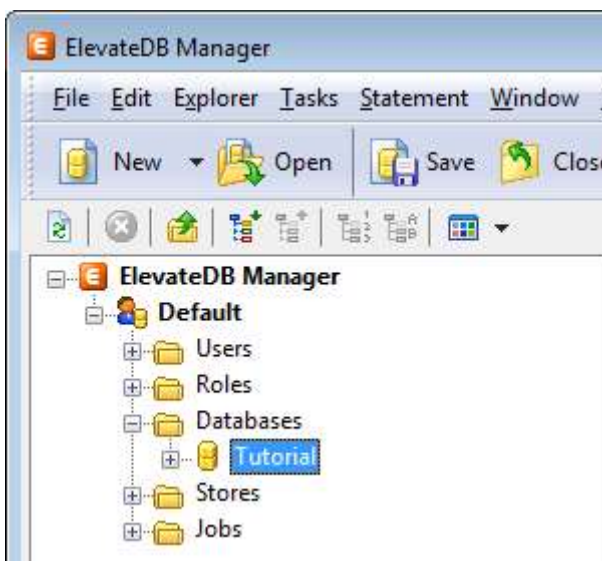 ElevateDB Manager
File Edit Explorer Tasks Statement Window
New Open Save Close
ElevateDB Manager
Default
Users
Roles
Databases
Tutorial
Stores
Jobs